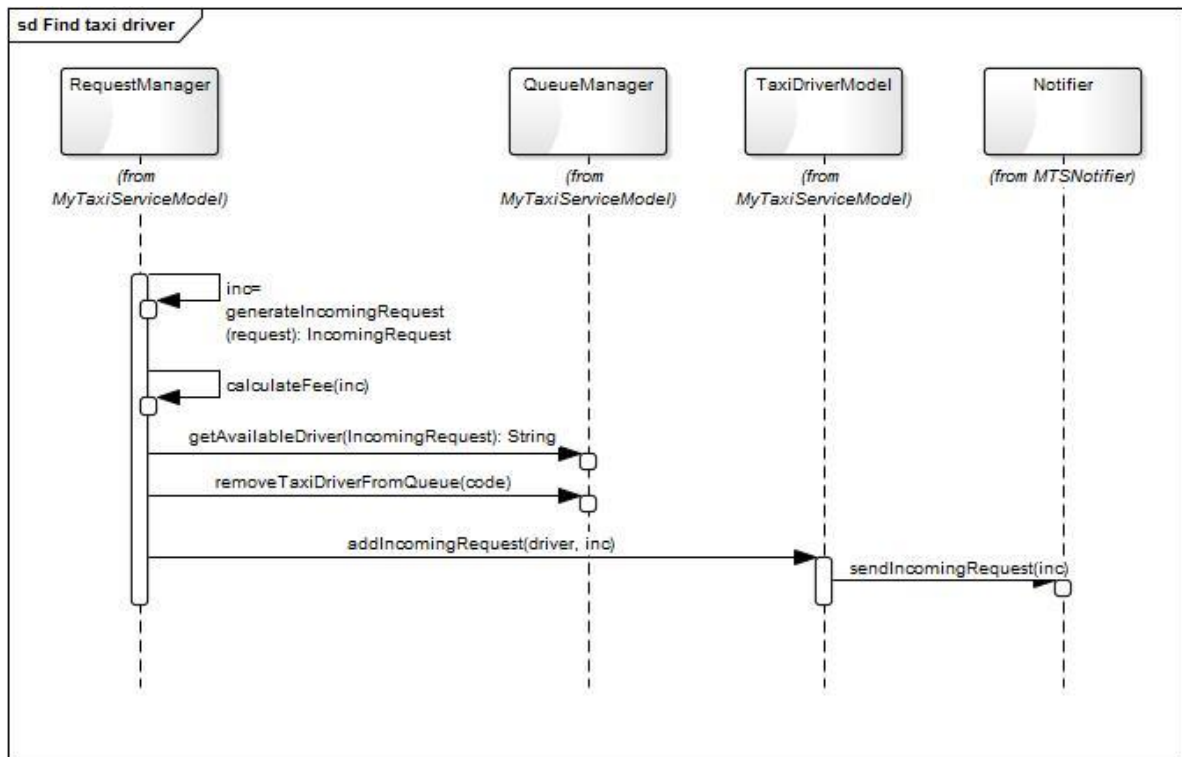 sd Find taxi driver
RequestManager
QueueManager
TaxiDriverModel
Notifier
(from
MyTaxiServiceModel)
(from
MyTaxiServiceModel)
(from
MyTaxiServiceModel)
(from MTSNotifier)
inc=
generateIncomingRequest
(request): IncomingRequest
calculateFee(inc)
getAvailableDriver(IncomingRequest): String
removeTaxiDriverFromQueue(code)
addIncomingRequest(driver, inc)
sendIncomingRequest(inc)